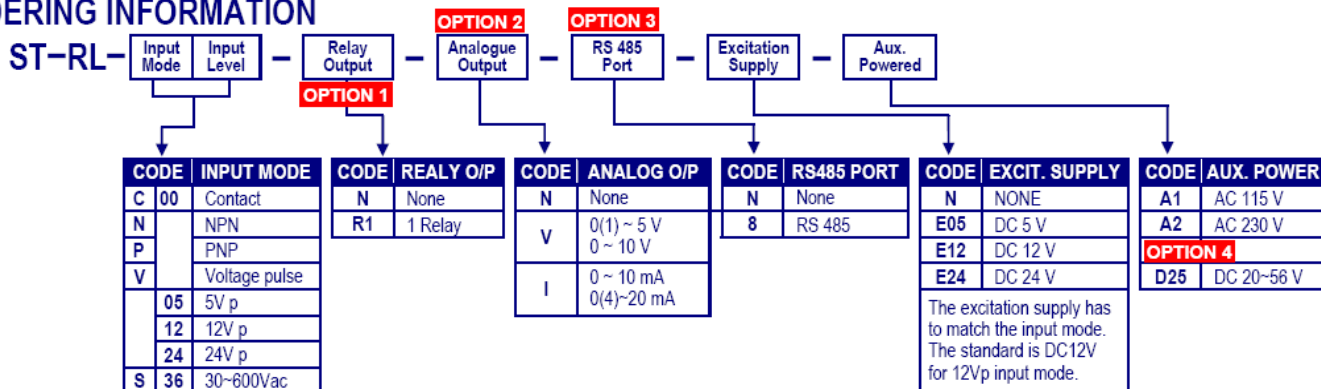 DERING INFORMATION
OPTION 2 OPTION 3
ST-RL- Input Mode Input Level – Relay Output – Analogue Output – RS 485 Port – Excitation Supply – Aux. Powered
OPTION 1
CODE INPUT MODE
C 00 Contact
N NPN
P PNP
V Voltage pulse
05 5V p
12 12V p
24 24V p
S 36 30~600Vac
CODE REALY O/P
N None
R1 1 Relay
CODE ANALOG O/P
N None
V 0(1) ~ 5 V
0 ~ 10 V
I 0 ~ 10 mA
0(4)~20 mA
CODE RS485 PORT
N None
8 RS 485
CODE EXCIT. SUPPLY
N NONE
E05 DC 5 V
E12 DC 12 V
E24 DC 24 V
The excitation supply has
to match the input mode.
The standard is DC12V
for 12Vp input mode.
CODE AUX. POWER
A1 AC 115 V
A2 AC 230 V
OPTION 4
D25 DC 20~56 V